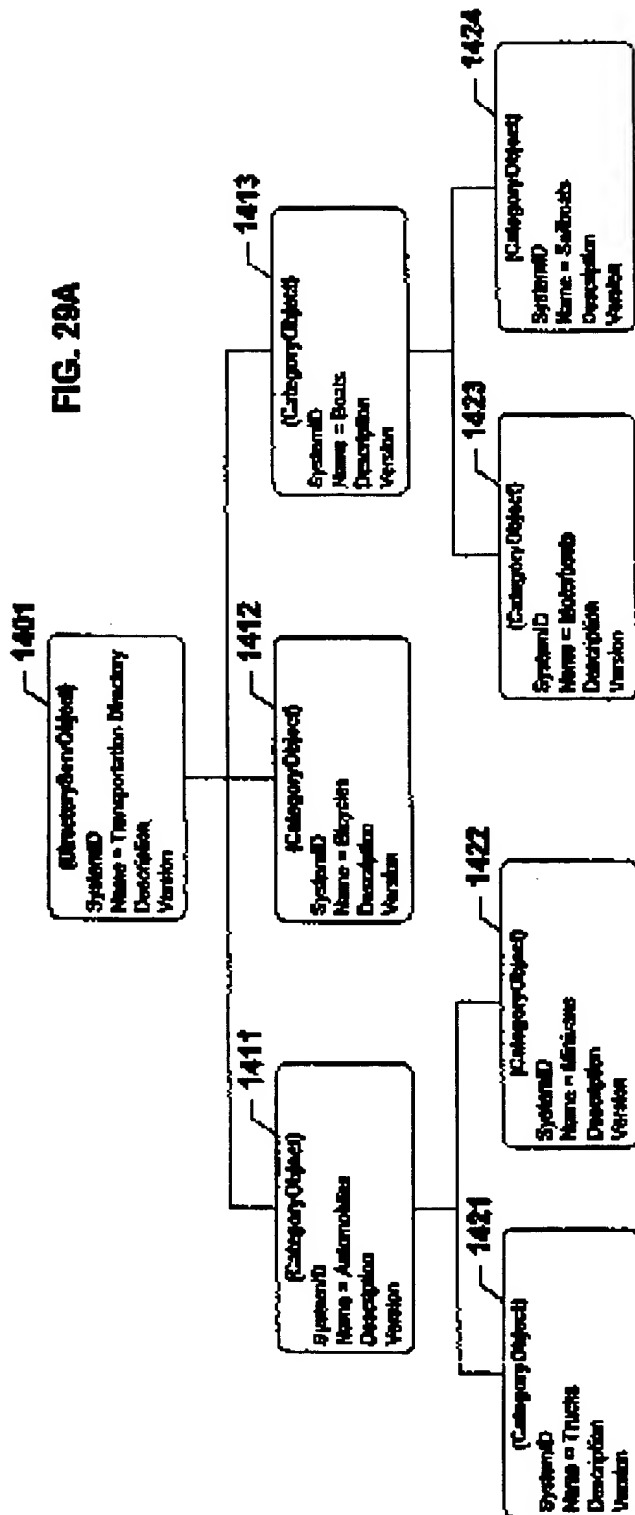 FIG. 29A
1401
(DirectoryServObject)
SystemID
Name = Transportation Directory
Description
Version
1411
(CategoryObject)
SystemID
Name = Automobiles
Description
Version
1412
(CategoryObject)
SystemID
Name = Bicycles
Description
Version
1413
(CategoryObject)
SystemID
Name = Boats
Description
Version
1421
(CategoryObject)
SystemID
Name = Trucks
Description
Version
1422
(CategoryObject)
SystemID
Name = Minivans
Description
Version
1423
(CategoryObject)
SystemID
Name = Motorboats
Description
Version
1424
(CategoryObject)
SystemID
Name = Sailboats
Description
Version